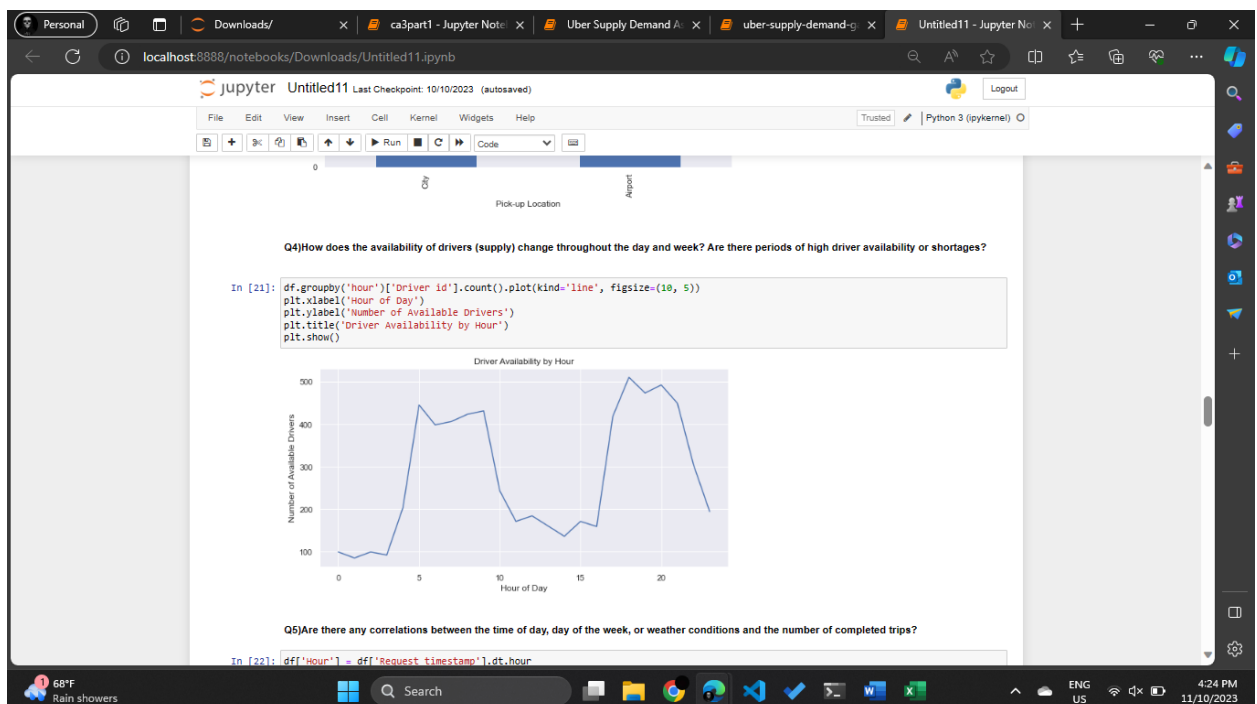 Personal
Downloads/
ca3part1 - Jupyter Note
Uber Supply Demand A
uber-supply-demand-g
Untitled11 - Jupyter No
localhost:8888/notebooks/Downloads/Untitled11.ipynb
jupyter Untitled11 Last Checkpoint: 10/10/2023 (autosaved)
Logout
File Edit View Insert Cell Kernel Widgets Help
Trusted Python 3 (ipykernel)
Run Code
0
City
Airport
Pick-up Location
Q4)How does the availability of drivers (supply) change throughout the day and week? Are there periods of high driver availability or shortages?
In [21]: df.groupby('hour')['Driver id'].count().plot(kind='line', figsize=(10, 5))
plt.xlabel('Hour of Day')
plt.ylabel('Number of Available Drivers')
plt.title('Driver Availability by Hour')
plt.show()
Driver Availability by Hour
500
400
300
200
100
Number of Available Drivers
0 5 10 15 20
Hour of Day
Q5)Are there any correlations between the time of day, day of the week, or weather conditions and the number of completed trips?
In [22]: df['Hour'] = df['Request timestamp'].dt.hour
1
68°F
Rain showers
Search
ENG
US
4:24 PM
11/10/2023